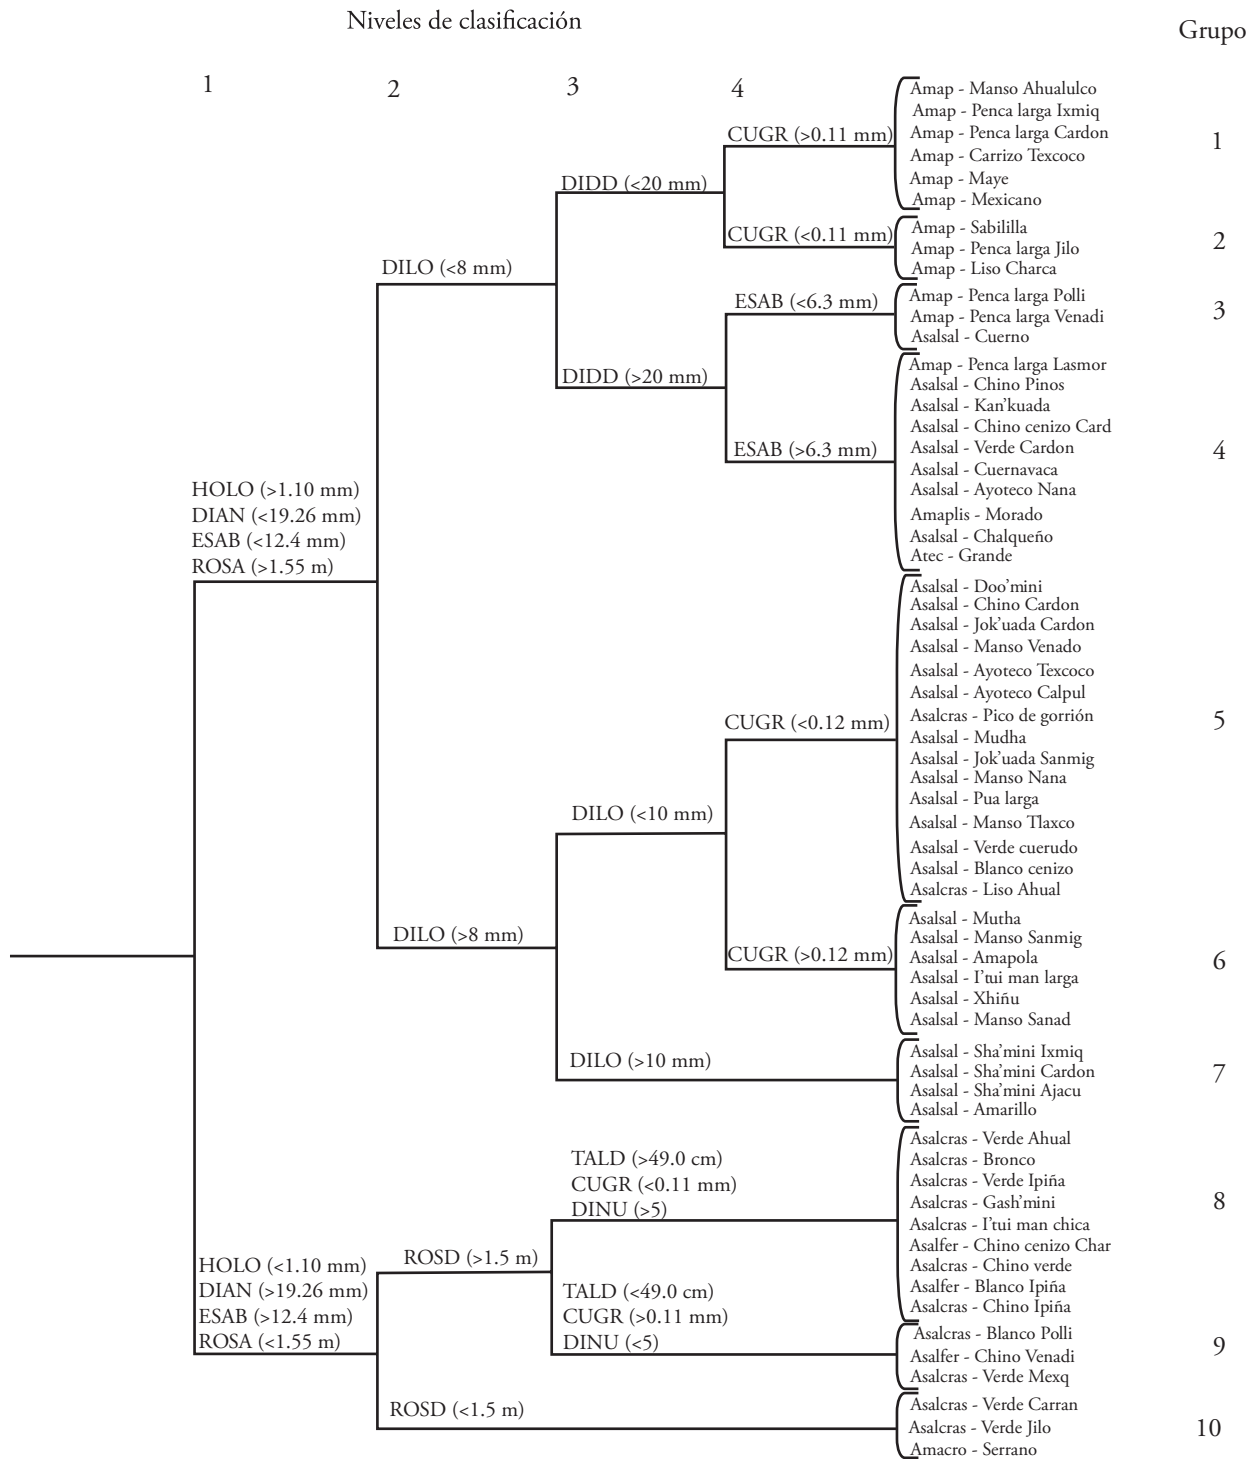 Niveles de clasificación
Grupo
1
2
3
4
Amap - Manso Ahualulco
Amap - Penca larga Ixmiq
CUGR (>0.11 mm)
Amap - Penca larga Cardon
1
Amap - Carrizo Texcoco
Amap - Maye
Amap - Mexicano
DIDD (<20 mm)
Amap - Sabililla
CUGR (<0.11 mm)
Amap - Penca larga Jilo
2
Amap - Liso Charca
DILO (<8 mm)
Amap - Penca larga Polli
ESAB (<6.3 mm)
Amap - Penca larga Venadi
3
Asalsal - Cuerno
DIDD (>20 mm)
Amap - Penca larga Lasmor
Asalsal - Chino Pinos
Asalsal - Kan'kuada
Asalsal - Chino cenizo Card
ESAB (>6.3 mm)
Asalsal - Verde Cardon
4
Asalsal - Cuernavaca
Asalsal - Ayoteco Nana
Amaplis - Morado
Asalsal - Chalqueño
Atec - Grande
HOLO (>1.10 mm)
DIAN (<19.26 mm)
ESAB (<12.4 mm)
ROSA (>1.55 m)
Asalsal - Doo'mini
Asalsal - Chino Cardon
Asalsal - Jok'uada Cardon
Asalsal - Manso Venado
Asalsal - Ayoteco Texcoco
Asalsal - Ayoteco Calpul
CUGR (<0.12 mm)
Asalcras - Pico de gorrión
5
Asalsal - Mudha
Asalsal - Jok'uada Sanmig
Asalsal - Manso Nana
Asalsal - Pua larga
DILO (<10 mm)
Asalsal - Manso Tlaxco
Asalsal - Verde cuerudo
Asalsal - Blanco cenizo
Asalcras - Liso Ahual
DILO (>8 mm)
Asalsal - Mutha
Asalsal - Manso Sanmig
CUGR (>0.12 mm)
Asalsal - Amapola
6
Asalsal - I'tui man larga
Asalsal - Xhiñu
Asalsal - Manso Sanad
DILO (>10 mm)
Asalsal - Sha'mini Ixmiq
Asalsal - Sha'mini Cardon
7
Asalsal - Sha'mini Ajacu
Asalsal - Amarillo
TALD (>49.0 cm)
CUGR (<0.11 mm)
DINU (>5)
Asalcras - Verde Ahual
Asalcras - Bronco
Asalcras - Verde Ipiña
Asalcras - Gash'mini
8
Asalcras - I'tui man chica
Asalfer - Chino cenizo Char
Asalcras - Chino verde
Asalfer - Blanco Ipiña
Asalcras - Chino Ipiña
HOLO (<1.10 mm)
DIAN (>19.26 mm)
ESAB (>12.4 mm)
ROSA (<1.55 m)
ROSD (>1.5 m)
TALD (<49.0 cm)
CUGR (>0.11 mm)
DINU (<5)
Asalcras - Blanco Polli
Asalfer - Chino Venadi
9
Asalcras - Verde Mexq
ROSD (<1.5 m)
Asalcras - Verde Carran
Asalcras - Verde Jilo
10
Amacro - Serrano